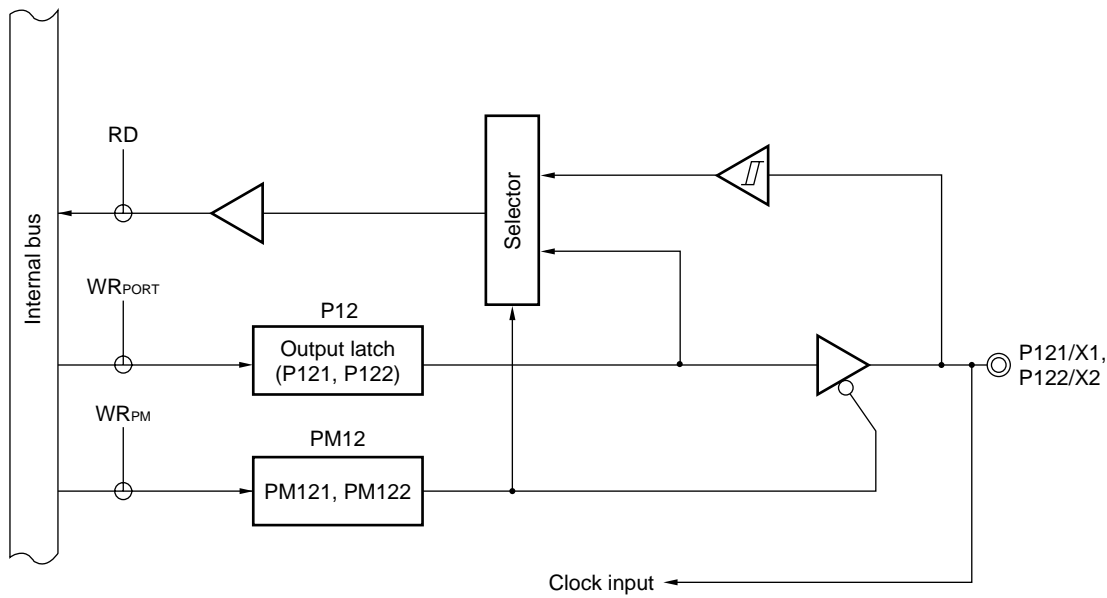 RD
Internal bus
Selector
WRPORT
P12
Output latch
(P121, P122)
P121/X1,
P122/X2
WRPM
PM12
PM121, PM122
Clock input